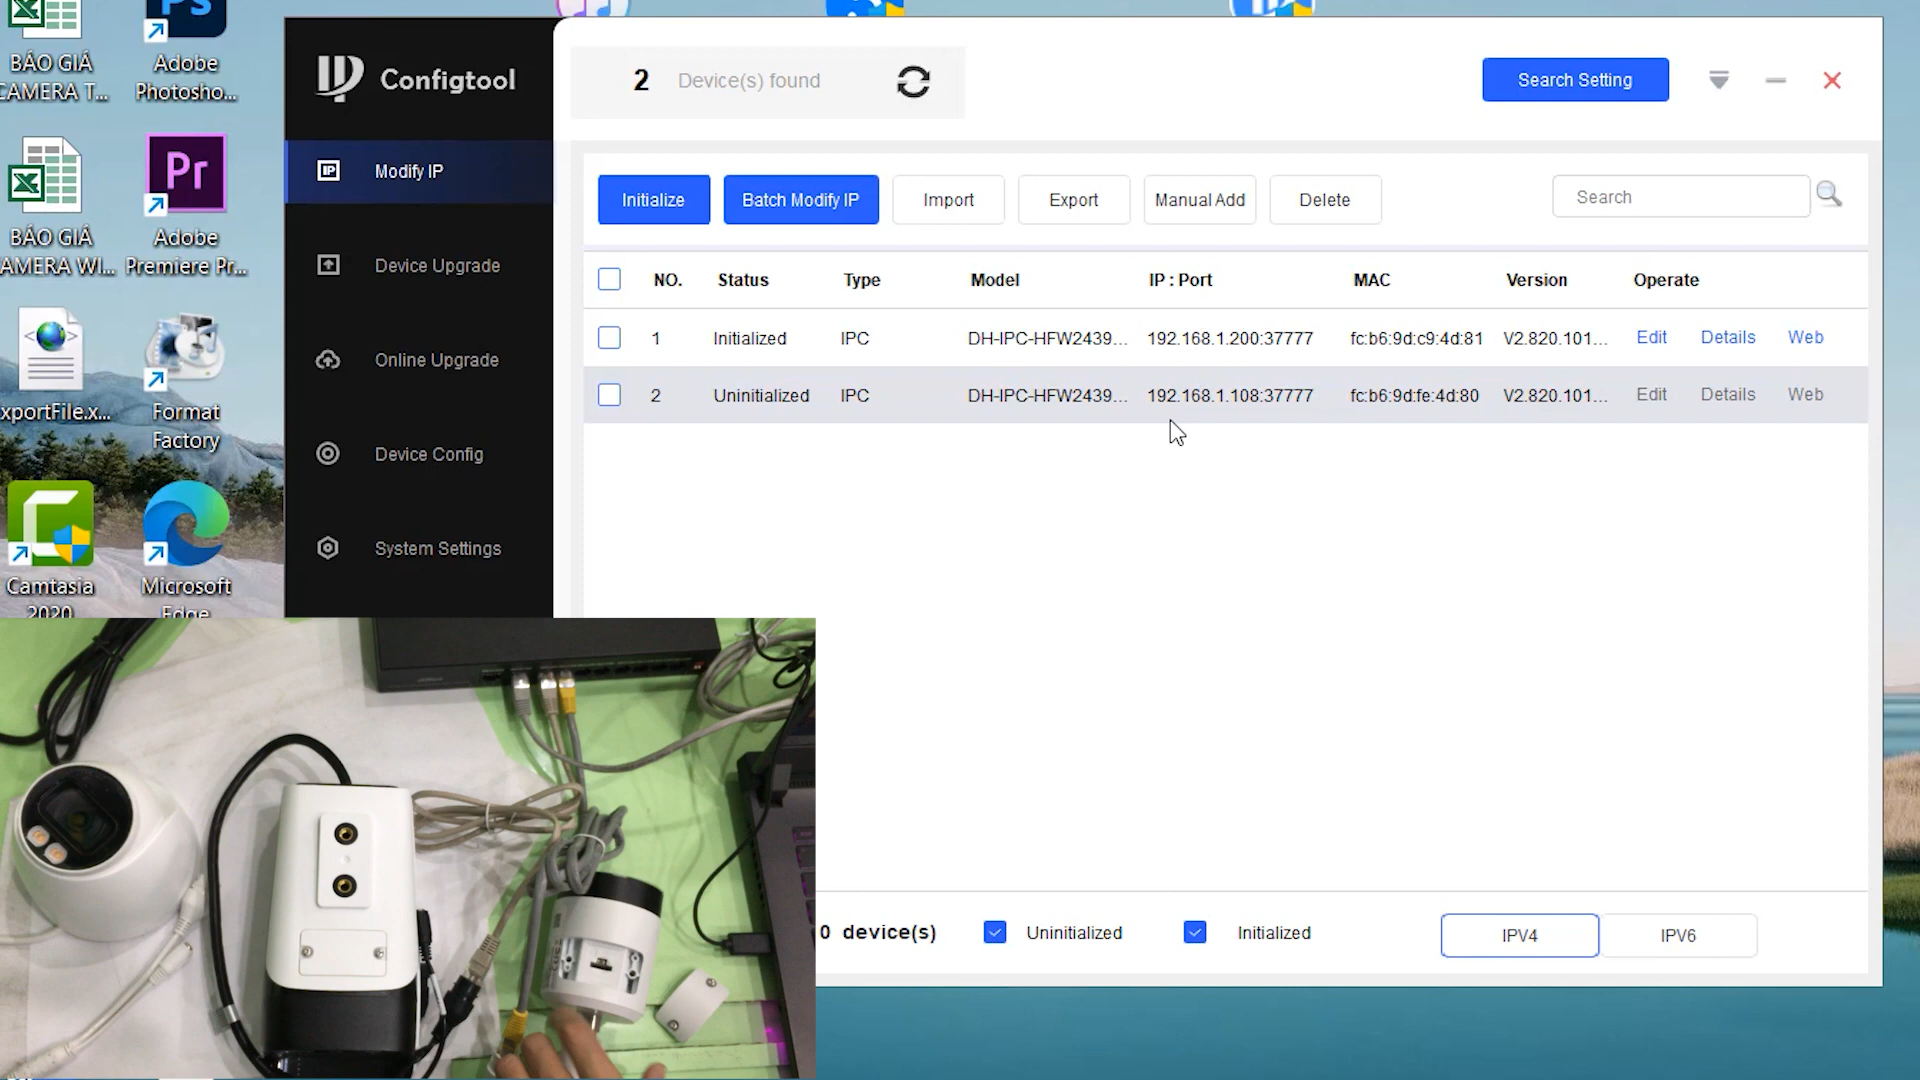 BÁO GIÁ
CAMERA T...
Adobe
Photosho...
BÁO GIÁ
AMERA WI...
Adobe
Premiere Pr...
xportFile.x...
Format
Factory
Camtasia
2020
Microsoft
Edge
Configtool
Modify IP
Device Upgrade
Online Upgrade
Device Config
System Settings
2 Device(s) found
Search Setting
Initialize
Batch Modify IP
Import
Export
Manual Add
Delete
Search
NO. Status Type Model IP : Port MAC Version Operate
1 Initialized IPC DH-IPC-HFW2439... 192.168.1.200:37777 fc:b6:9d:c9:4d:81 V2.820.101... Edit Details Web
2 Uninitialized IPC DH-IPC-HFW2439... 192.168.1.108:37777 fc:b6:9d:fe:4d:80 V2.820.101... Edit Details Web
0 device(s)
Uninitialized
Initialized
IPV4
IPV6